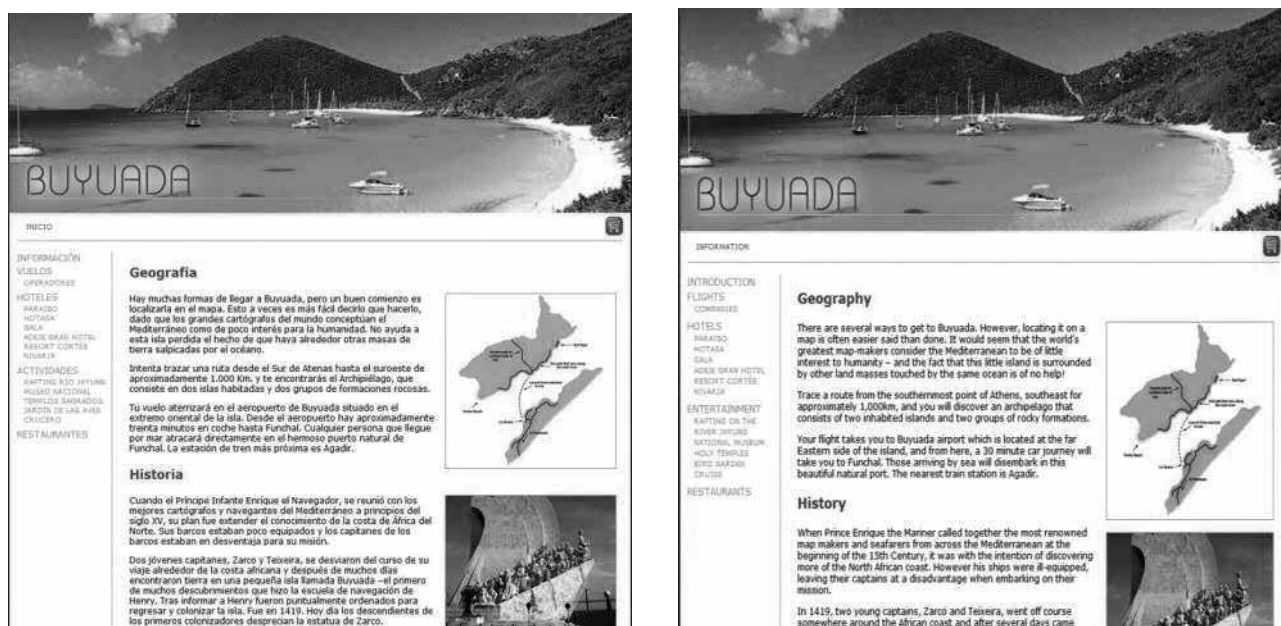 BUYUADA
INICIO
INFORMACIÓN
VUELOS
OPERADORES
HOTELES
PARAISO
HOTASA
GALA
ADEJE GRAN HOTEL
RESORT CORTÉS
NIVARIA
ACTIVIDADES
RAFTING RÍO JAYUNG
MUSEO NACIONAL
TEMPLOS SAGRADOS
JARDÍN DE LAS AVES
CRUCERO
RESTAURANTES
Geografía
Hay muchas formas de llegar a Buyuada, pero un buen comienzo es
localizarla en el mapa. Esto a veces es más fácil decirlo que hacerlo,
dado que los grandes cartógrafos del mundo conceptúan el
Mediterráneo como de poco interés para la humanidad. No ayuda a
esta isla perdida el hecho de que haya alrededor otras masas de
tierra salpicadas por el océano.
Intenta trazar una ruta desde el Sur de Atenas hasta el suroeste de
aproximadamente 1.000 Km. y te encontrarás el Archipiélago, que
consiste en dos islas habitadas y dos grupos de formaciones rocosas.
Tu vuelo aterrizará en el aeropuerto de Buyuada situado en el
extremo oriental de la isla. Desde el aeropuerto hay aproximadamente
treinta minutos en coche hasta Funchal. Cualquier persona que llegue
por mar atracará directamente en el hermoso puerto natural de
Funchal. La estación de tren más próxima es Agadir.
Historia
Cuando el Príncipe Infante Enrique el Navegador, se reunió con los
mejores cartógrafos y navegantes del Mediterráneo a principios del
siglo XV, su plan fue extender el conocimiento de la costa de África del
Norte. Sus barcos estaban poco equipados y los capitanes de los
barcos estaban en desventaja para su misión.
Dos jóvenes capitanes, Zarco y Teixeira, se desviaron del curso de su
viaje alrededor de la costa africana y después de muchos días
encontraron tierra en una pequeña isla llamada Buyuada –el primero
de muchos descubrimientos que hizo la escuela de navegación de
Henry. Tras informar a Henry fueron puntualmente ordenados para
regresar y colonizar la isla. Fue en 1419. Hoy día los descendientes de
los primeros colonizadores desprecian la estatua de Zarco.
BUYUADA
INFORMATION
INTRODUCTION
FLIGHTS
COMPANIES
HOTELS
PARAISO
HOTASA
GALA
ADEJE GRAN HOTEL
RESORT CORTÉS
NIVARIA
ENTERTAINMENT
RAFTING ON THE
RIVER JAYUNG
NATIONAL MUSEUM
HOLY TEMPLES
BIRD GARDEN
CRUISE
RESTAURANTS
Geography
There are several ways to get to Buyuada. However, locating it on a
map is often easier said than done. It would seem that the world's
greatest map-makers consider the Mediterranean to be of little
interest to humanity – and the fact that this little island is surrounded
by other land masses touched by the same ocean is of no help!
Trace a route from the southernmost point of Athens, southeast for
approximately 1,000km, and you will discover an archipelago that
consists of two inhabited islands and two groups of rocky formations.
Your flight takes you to Buyuada airport which is located at the far
Eastern side of the island, and from here, a 30 minute car journey will
take you to Funchal. Those arriving by sea will disembark in this
beautiful natural port. The nearest train station is Agadir.
History
When Prince Enrique the Mariner called together the most renowned
map makers and seafarers from across the Mediterranean at the
beginning of the 15th Century, it was with the intention of discovering
more of the North African coast. However his ships were ill-equipped,
leaving their captains at a disadvantage when embarking on their
mission.
In 1419, two young captains, Zarco and Teixeira, went off course
somewhere around the African coast and after several days came